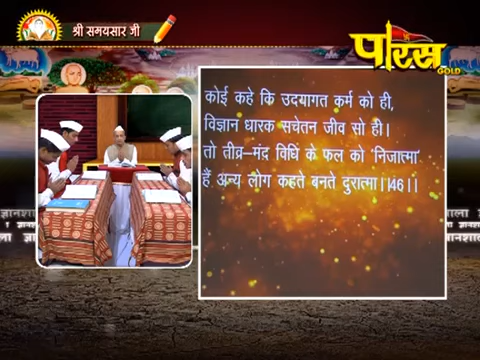 श्री समयसार जी
पारस
GOLD
कोई कहे कि उदयागत कर्म को ही,
विज्ञान धारक सचेतन जीव सो ही।
तो तीव्र–मंद विधि के फल को 'निजात्मा'
हैं अन्य लोग कहते बनते दुरात्मा।।46।।